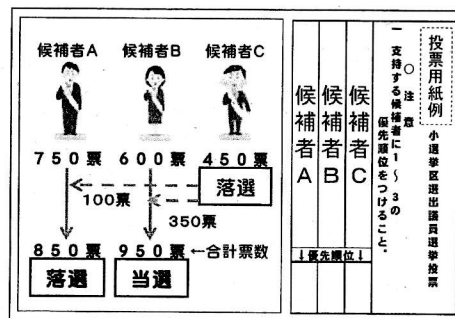 候補者A 候補者B 候補者C
750票 600票 450票
落選
100票
350票
850票 950票 ←合計票数
落選 当選
投票用紙例
小選挙区選出議員選挙投票
○ 注 意
一 支持する候補者に1～3の
優先順位をつけること。
候補者C
候補者B
候補者A
↓優先順位↓